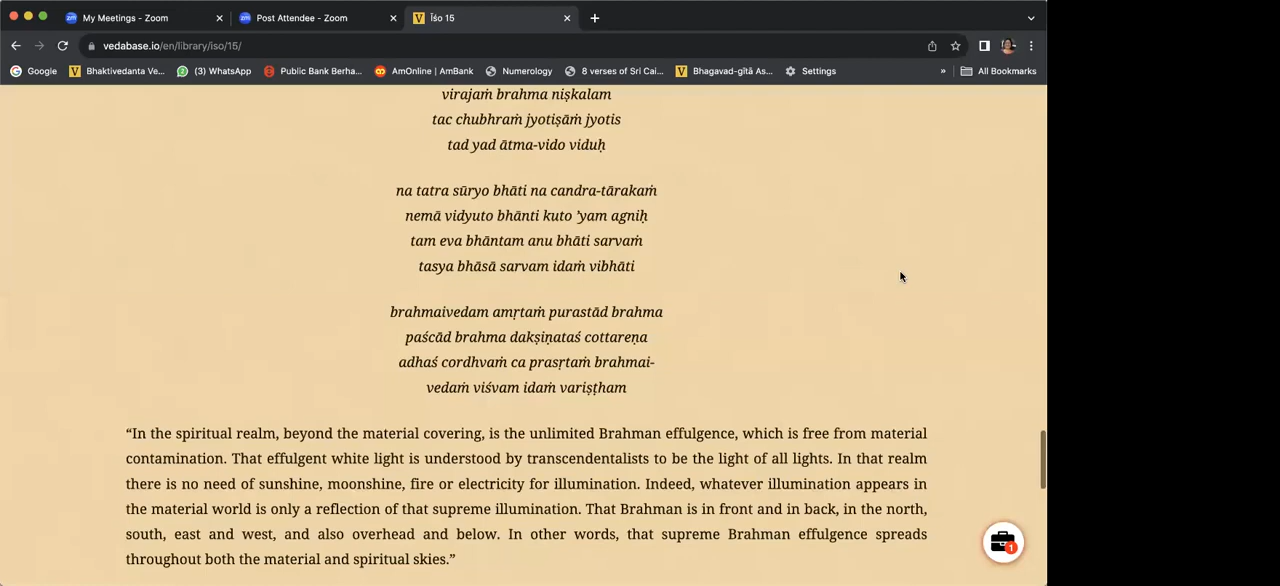 My Meetings - Zoom
Post Attendee - Zoom
Īśo 15
vedabase.io/en/library/iso/15/
Google
Bhaktivedanta Ve...
(3) WhatsApp
Public Bank Berha...
AmOnline | AmBank
Numerology
8 verses of Sri Cai...
Bhagavad-gītā As...
Settings
»
All Bookmarks
virajaṁ brahma niṣkalam
tac chubhraṁ jyotiṣāṁ jyotis
tad yad ātma-vido viduḥ
na tatra sūryo bhāti na candra-tārakaṁ
nemā vidyuto bhānti kuto ’yam agniḥ
tam eva bhāntam anu bhāti sarvaṁ
tasya bhāsā sarvam idaṁ vibhāti
brahmaivedam amṛtaṁ purastād brahma
paścād brahma dakṣiṇataś cottareṇa
adhaś cordhvaṁ ca prasṛtaṁ brahmai-
vedaṁ viśvam idaṁ variṣṭham
“In the spiritual realm, beyond the material covering, is the unlimited Brahman effulgence, which is free from material
contamination. That effulgent white light is understood by transcendentalists to be the light of all lights. In that realm
there is no need of sunshine, moonshine, fire or electricity for illumination. Indeed, whatever illumination appears in
the material world is only a reflection of that supreme illumination. That Brahman is in front and in back, in the north,
south, east and west, and also overhead and below. In other words, that supreme Brahman effulgence spreads
throughout both the material and spiritual skies.”
1